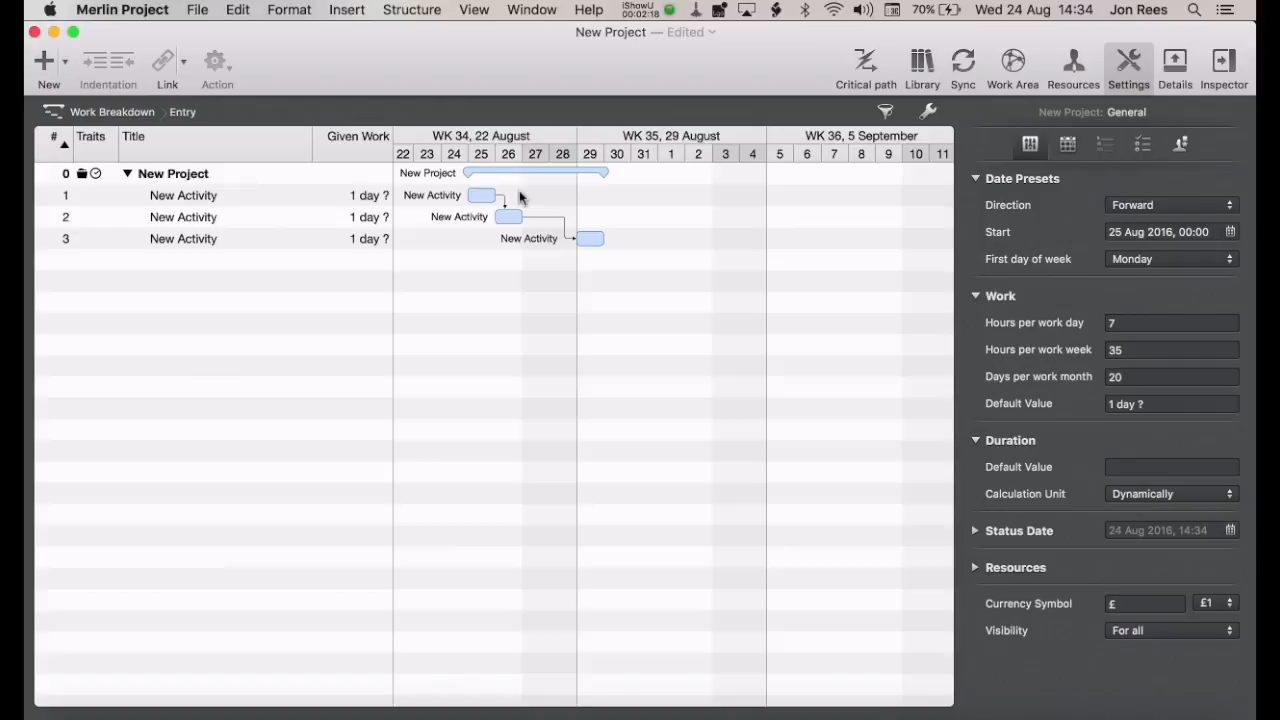 Merlin Project File Edit Format Insert Structure View Window Help iShowU 00:02:18 70% Wed 24 Aug 14:34 Jon Rees
New Project — Edited
New Indentation Link Action Critical path Library Sync Work Area Resources Settings Details Inspector
Work Breakdown Entry
New Project: General
# Traits Title Given Work WK 34, 22 August WK 35, 29 August WK 36, 5 September
22 23 24 25 26 27 28 29 30 31 1 2 3 4 5 6 7 8 9 10 11
0 New Project New Project
1 New Activity 1 day ? New Activity
2 New Activity 1 day ? New Activity
3 New Activity 1 day ? New Activity
Date Presets
Direction Forward
Start 25 Aug 2016, 00:00
First day of week Monday
Work
Hours per work day 7
Hours per work week 35
Days per work month 20
Default Value 1 day ?
Duration
Default Value
Calculation Unit Dynamically
Status Date 24 Aug 2016, 14:34
Resources
Currency Symbol £ £1
Visibility For all